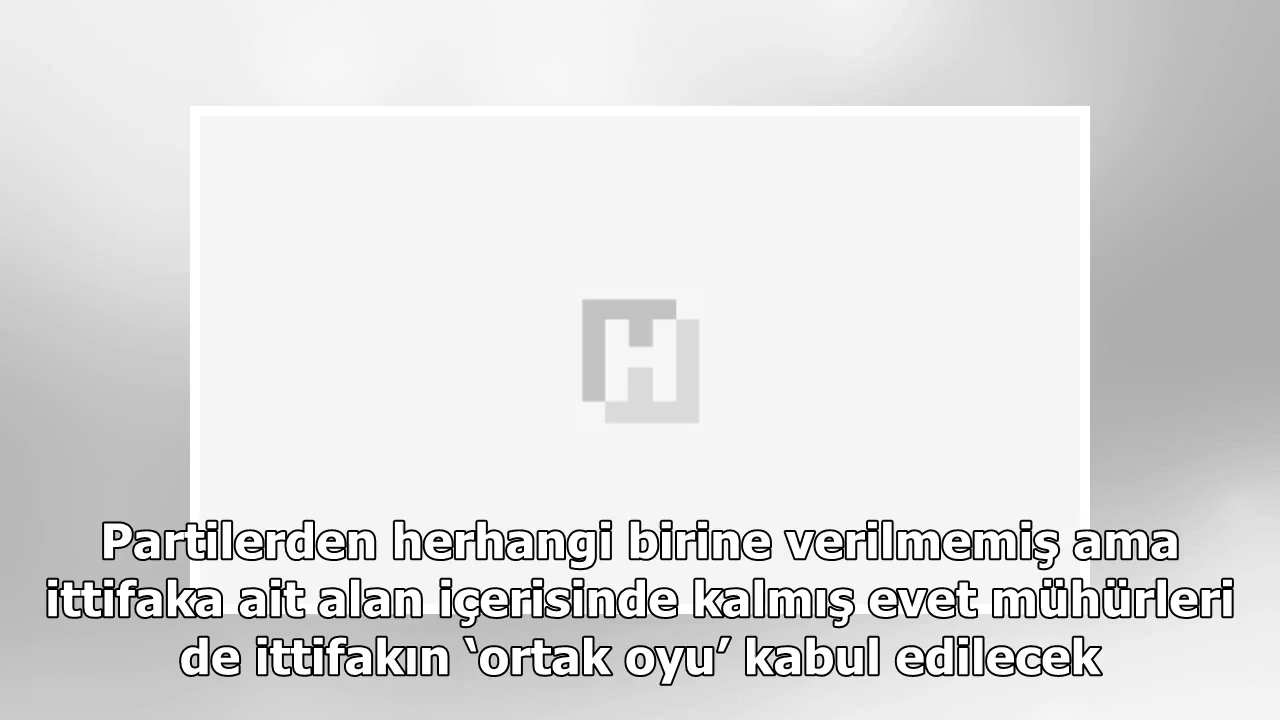 Partilerden herhangi birine verilmemiş ama
ittifaka ait alan içerisinde kalmış evet mühürleri
de ittifakın ‘ortak oyu’ kabul edilecek